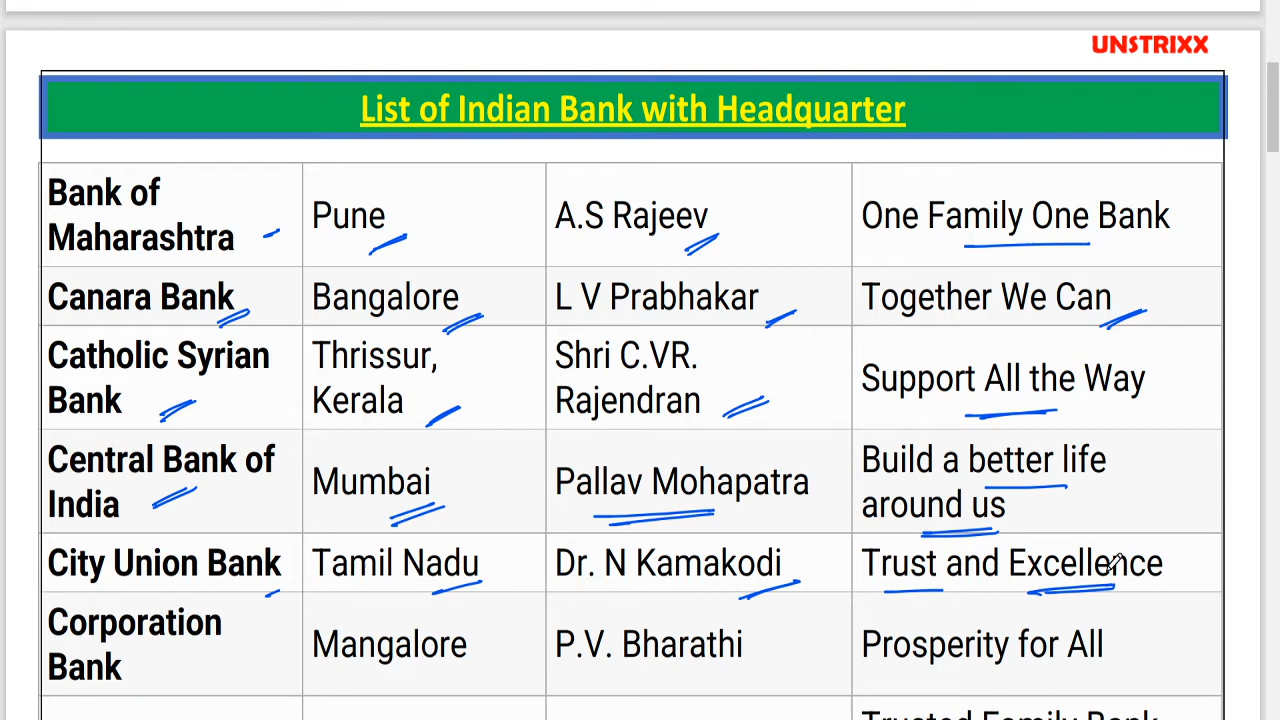 UNSTRIXX
List of Indian Bank with Headquarter
Bank of
Maharashtra
Pune
A.S Rajeev
One Family One Bank
Canara Bank
Bangalore
L V Prabhakar
Together We Can
Catholic Syrian
Bank
Thrissur,
Kerala
Shri C.VR.
Rajendran
Support All the Way
Central Bank of
India
Mumbai
Pallav Mohapatra
Build a better life
around us
City Union Bank
Tamil Nadu
Dr. N Kamakodi
Trust and Excellence
Corporation
Bank
Mangalore
P.V. Bharathi
Prosperity for All
Trusted Family Bank